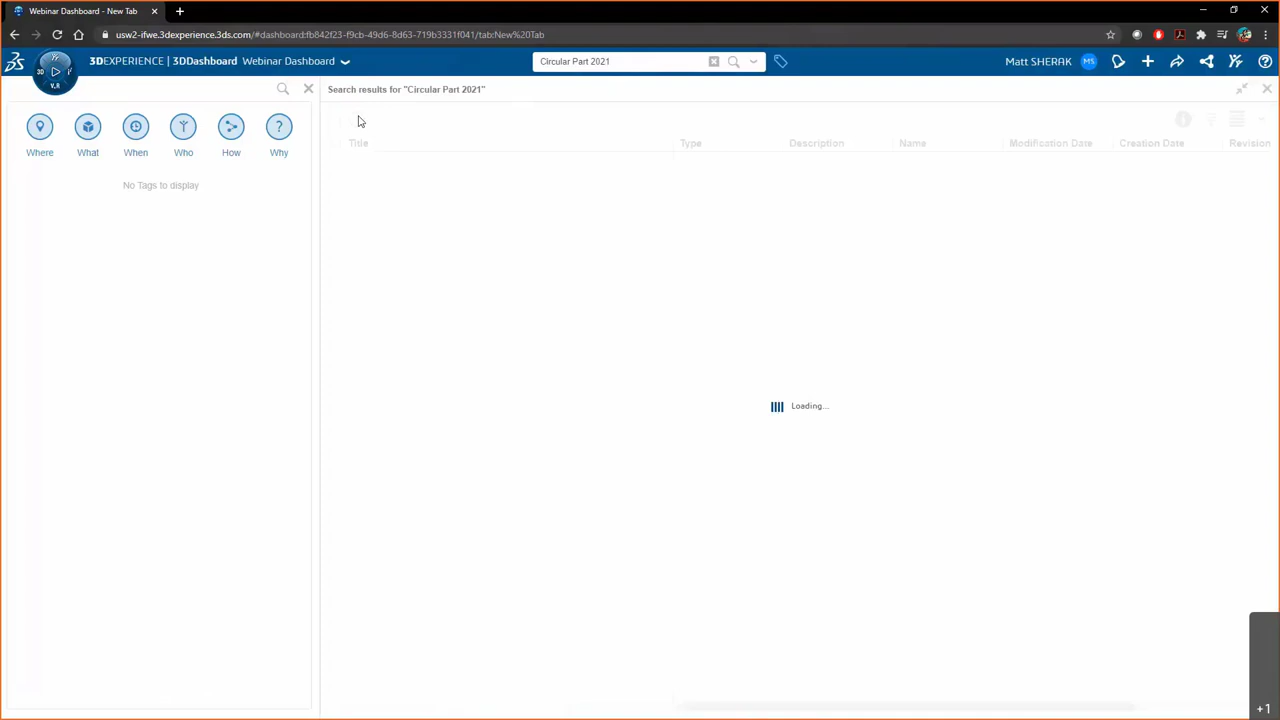 Webinar Dashboard - New Tab
usw2-ifwe.3dexperience.3ds.com/#dashboard:fb842f23-f9cb-49d6-8d63-719b3331f041/tab:New%20Tab
3DEXPERIENCE | 3DDashboard Webinar Dashboard
Circular Part 2021
Matt SHERAK MS
3D
V.R
Search results for "Circular Part 2021"
Where What When Who How Why
No Tags to display
Title Type Description Name Modification Date Creation Date Revision
Loading...
+1